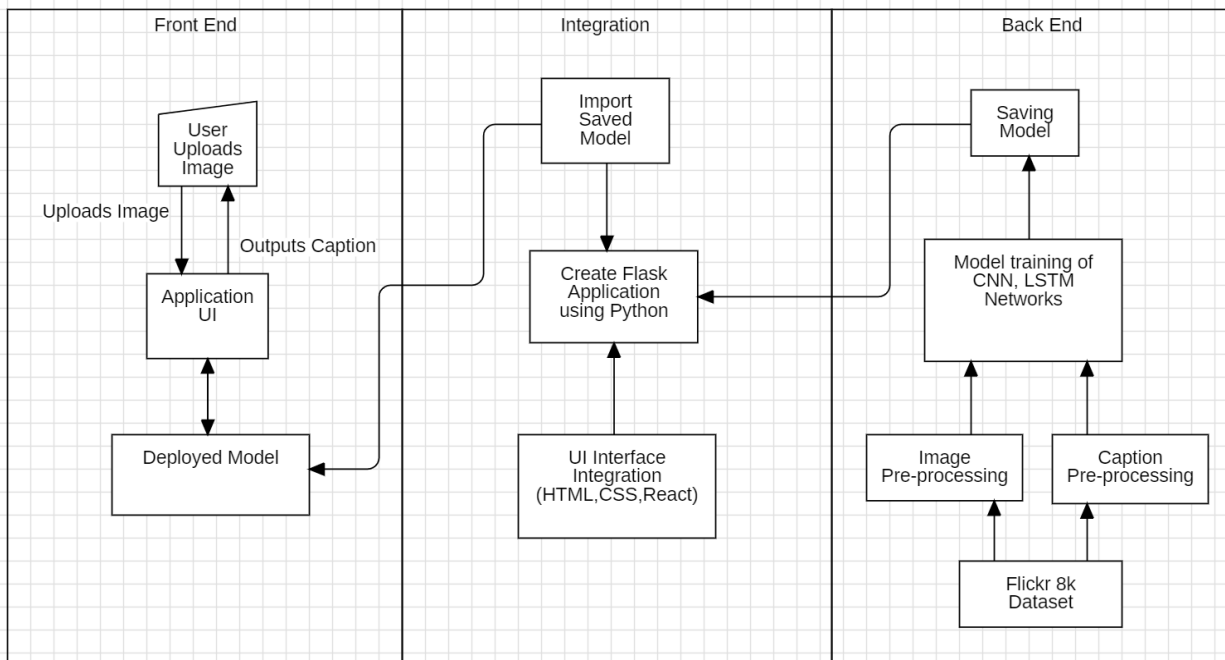 Front End
User
Uploads
Image
Uploads Image
Outputs Caption
Application
UI
Deployed Model
Integration
Import
Saved
Model
Create Flask
Application
using Python
UI Interface
Integration
(HTML,CSS,React)
Back End
Saving
Model
Model training of
CNN, LSTM
Networks
Image
Pre-processing
Caption
Pre-processing
Flickr 8k
Dataset